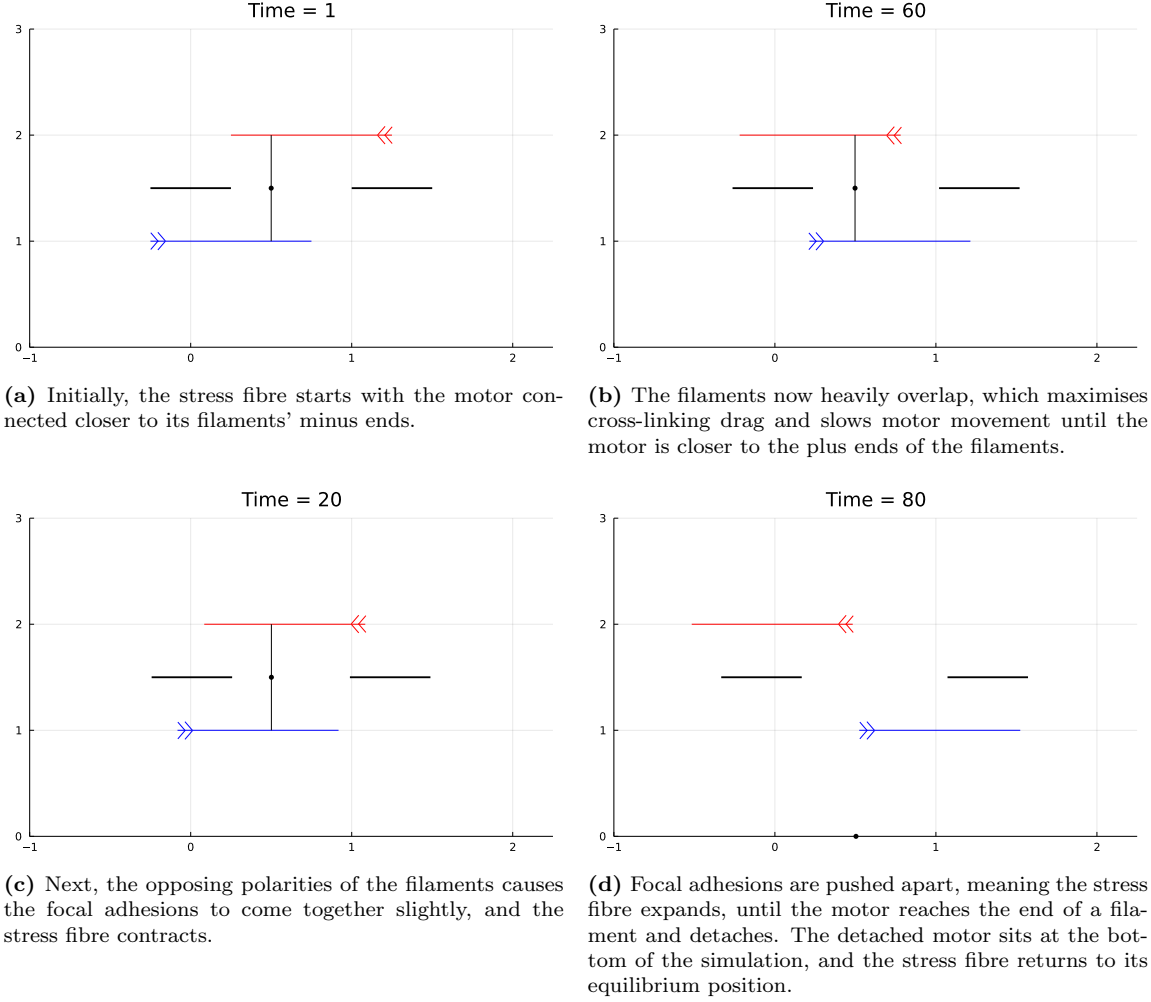 Time = 1
3
2
1
0
−1
0
1
2
(a) Initially, the stress fibre starts with the motor con-
nected closer to its filaments' minus ends.
Time = 60
3
2
1
0
−1
0
1
2
(b) The filaments now heavily overlap, which maximises
cross-linking drag and slows motor movement until the
motor is closer to the plus ends of the filaments.
Time = 20
3
2
1
0
−1
0
1
2
(c) Next, the opposing polarities of the filaments causes
the focal adhesions to come together slightly, and the
stress fibre contracts.
Time = 80
3
2
1
0
−1
0
1
2
(d) Focal adhesions are pushed apart, meaning the stress
fibre expands, until the motor reaches the end of a fila-
ment and detaches. The detached motor sits at the bot-
tom of the simulation, and the stress fibre returns to its
equilibrium position.